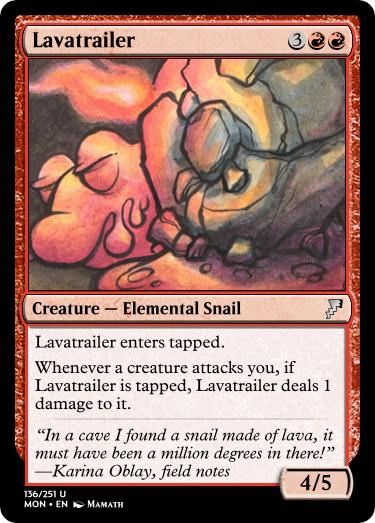 Lavatrailer 3
Creature — Elemental Snail
Lavatrailer enters tapped.
Whenever a creature attacks you, if
Lavatrailer is tapped, Lavatrailer deals 1
damage to it.
“In a cave I found a snail made of lava, it
must have been a million degrees in there!”
—Karina Oblay, field notes
4/5
136/251 U
MON • EN Mamath